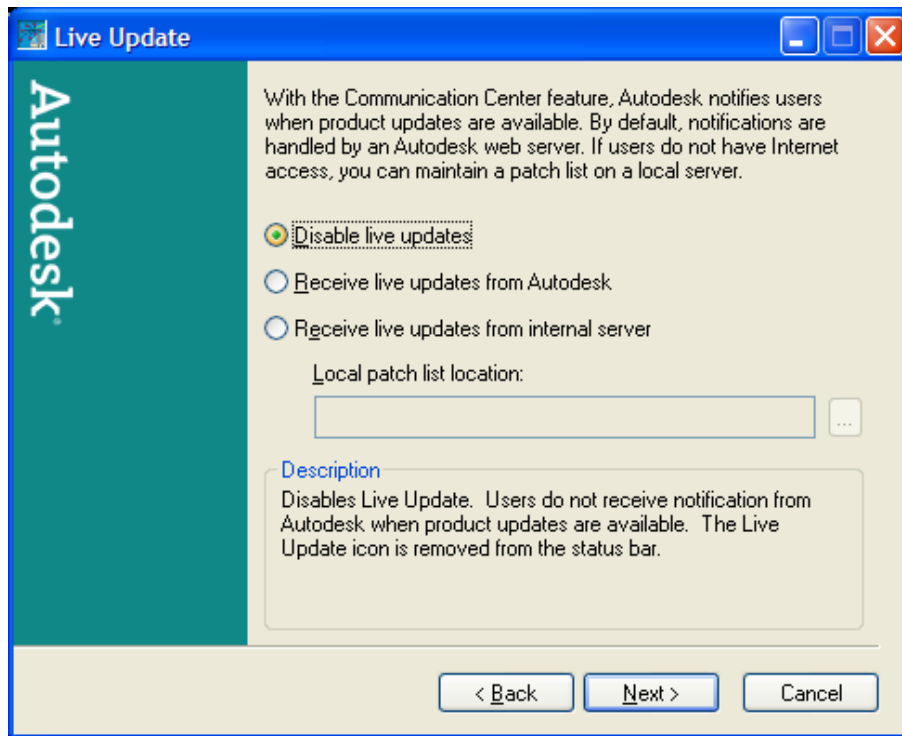 Live Update
Autodesk®
With the Communication Center feature, Autodesk notifies users
when product updates are available. By default, notifications are
handled by an Autodesk web server. If users do not have Internet
access, you can maintain a patch list on a local server.
Disable live updates
Receive live updates from Autodesk
Receive live updates from internal server
Local patch list location:
...
Description
Disables Live Update. Users do not receive notification from
Autodesk when product updates are available. The Live
Update icon is removed from the status bar.
< Back
Next >
Cancel